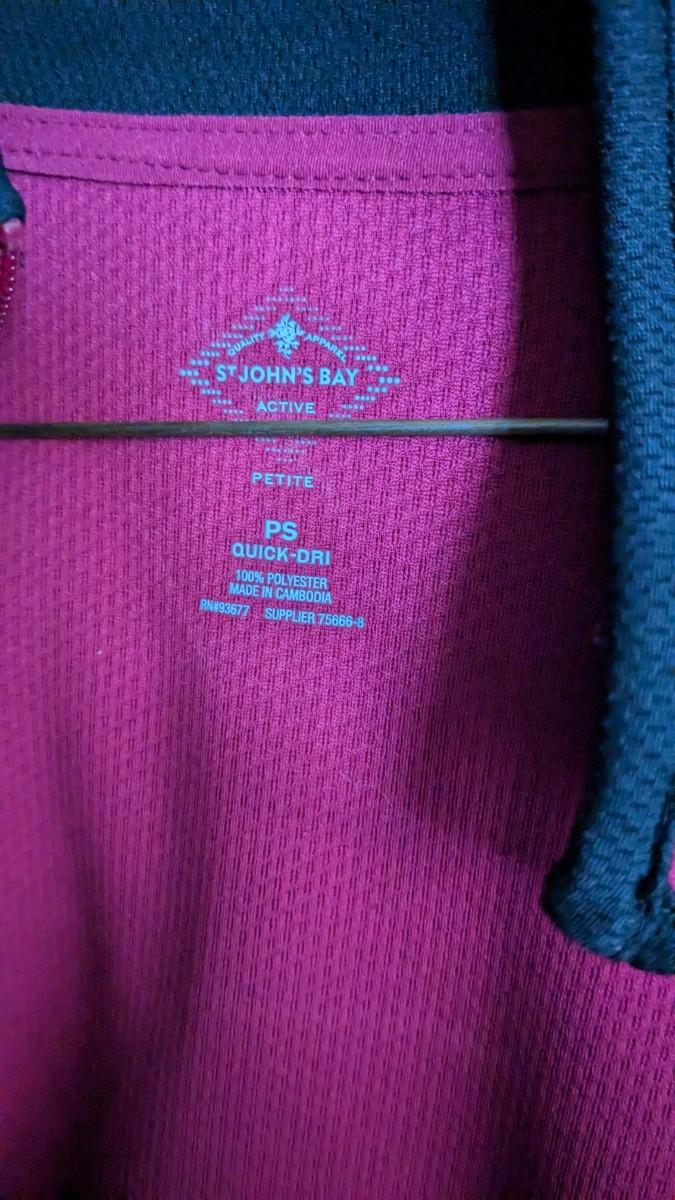 QUALITY APPAREL
ST JOHN'S BAY
ACTIVE
PETITE
PS
QUICK-DRI
100% POLYESTER
MADE IN CAMBODIA
RN#93677 SUPPLIER 75666-8